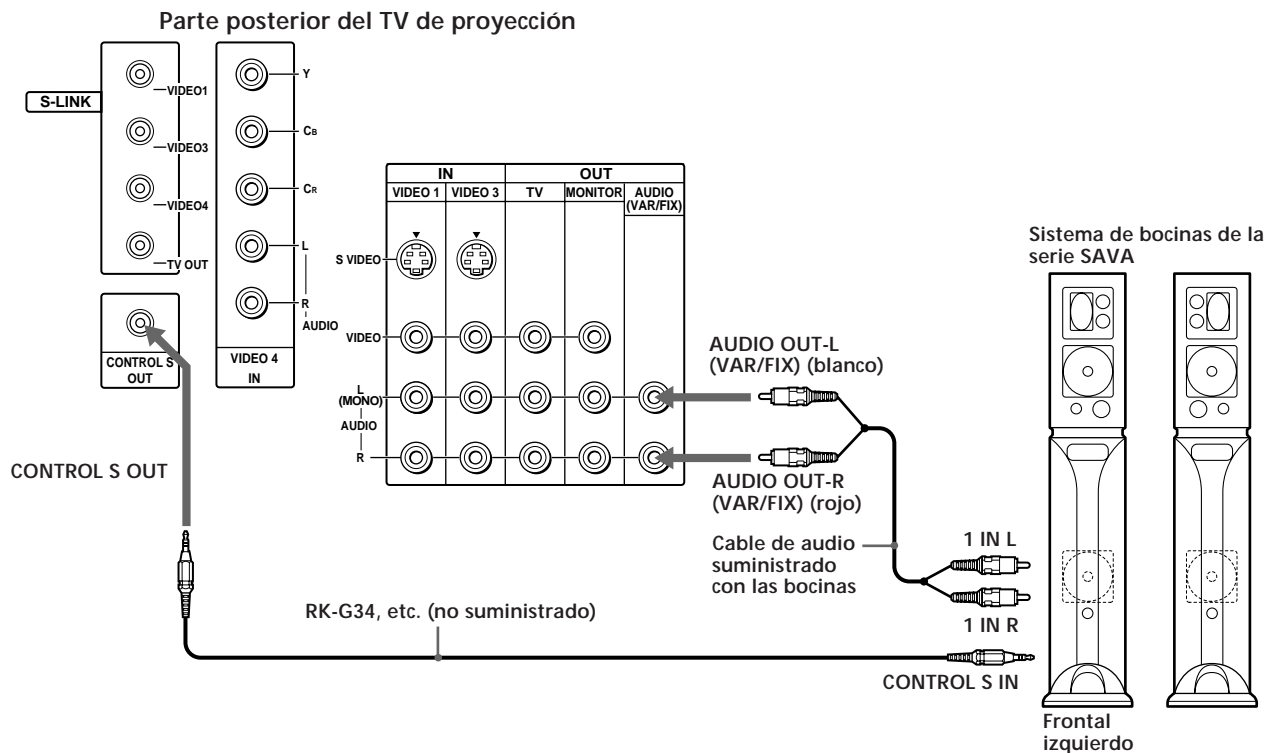 Parte posterior del TV de proyección
S-LINK
VIDEO1
VIDEO3
VIDEO4
TV OUT
CONTROL S
OUT
Y
CB
CR
L
R
AUDIO
VIDEO 4
IN
IN
OUT
VIDEO 1
VIDEO 3
TV
MONITOR
AUDIO
(VAR/FIX)
S VIDEO
VIDEO
L
(MONO)
AUDIO
R
CONTROL S OUT
AUDIO OUT-L
(VAR/FIX) (blanco)
AUDIO OUT-R
(VAR/FIX) (rojo)
Cable de audio
suministrado
con las bocinas
1 IN L
1 IN R
RK-G34, etc. (no suministrado)
CONTROL S IN
Sistema de bocinas de la
serie SAVA
Frontal
izquierdo